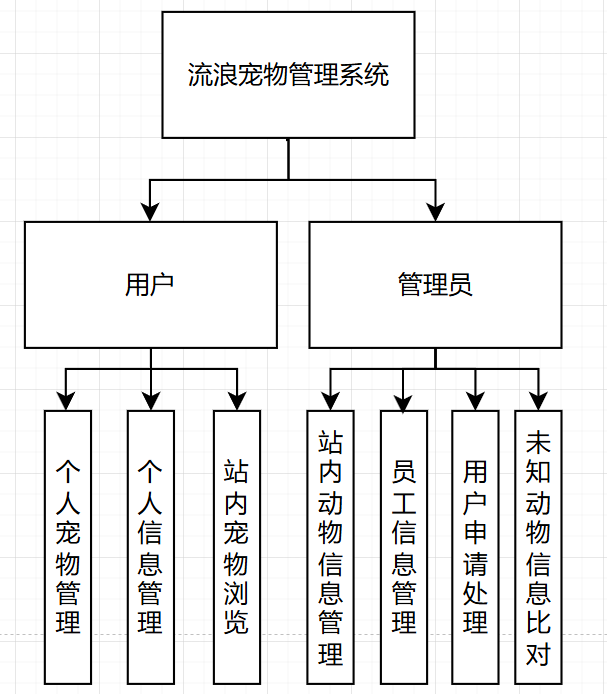 流浪宠物管理系统
用户
管理员
个人宠物管理
个人信息管理
站内宠物浏览
站内动物信息管理
员工信息管理
用户申请处理
未知动物信息比对